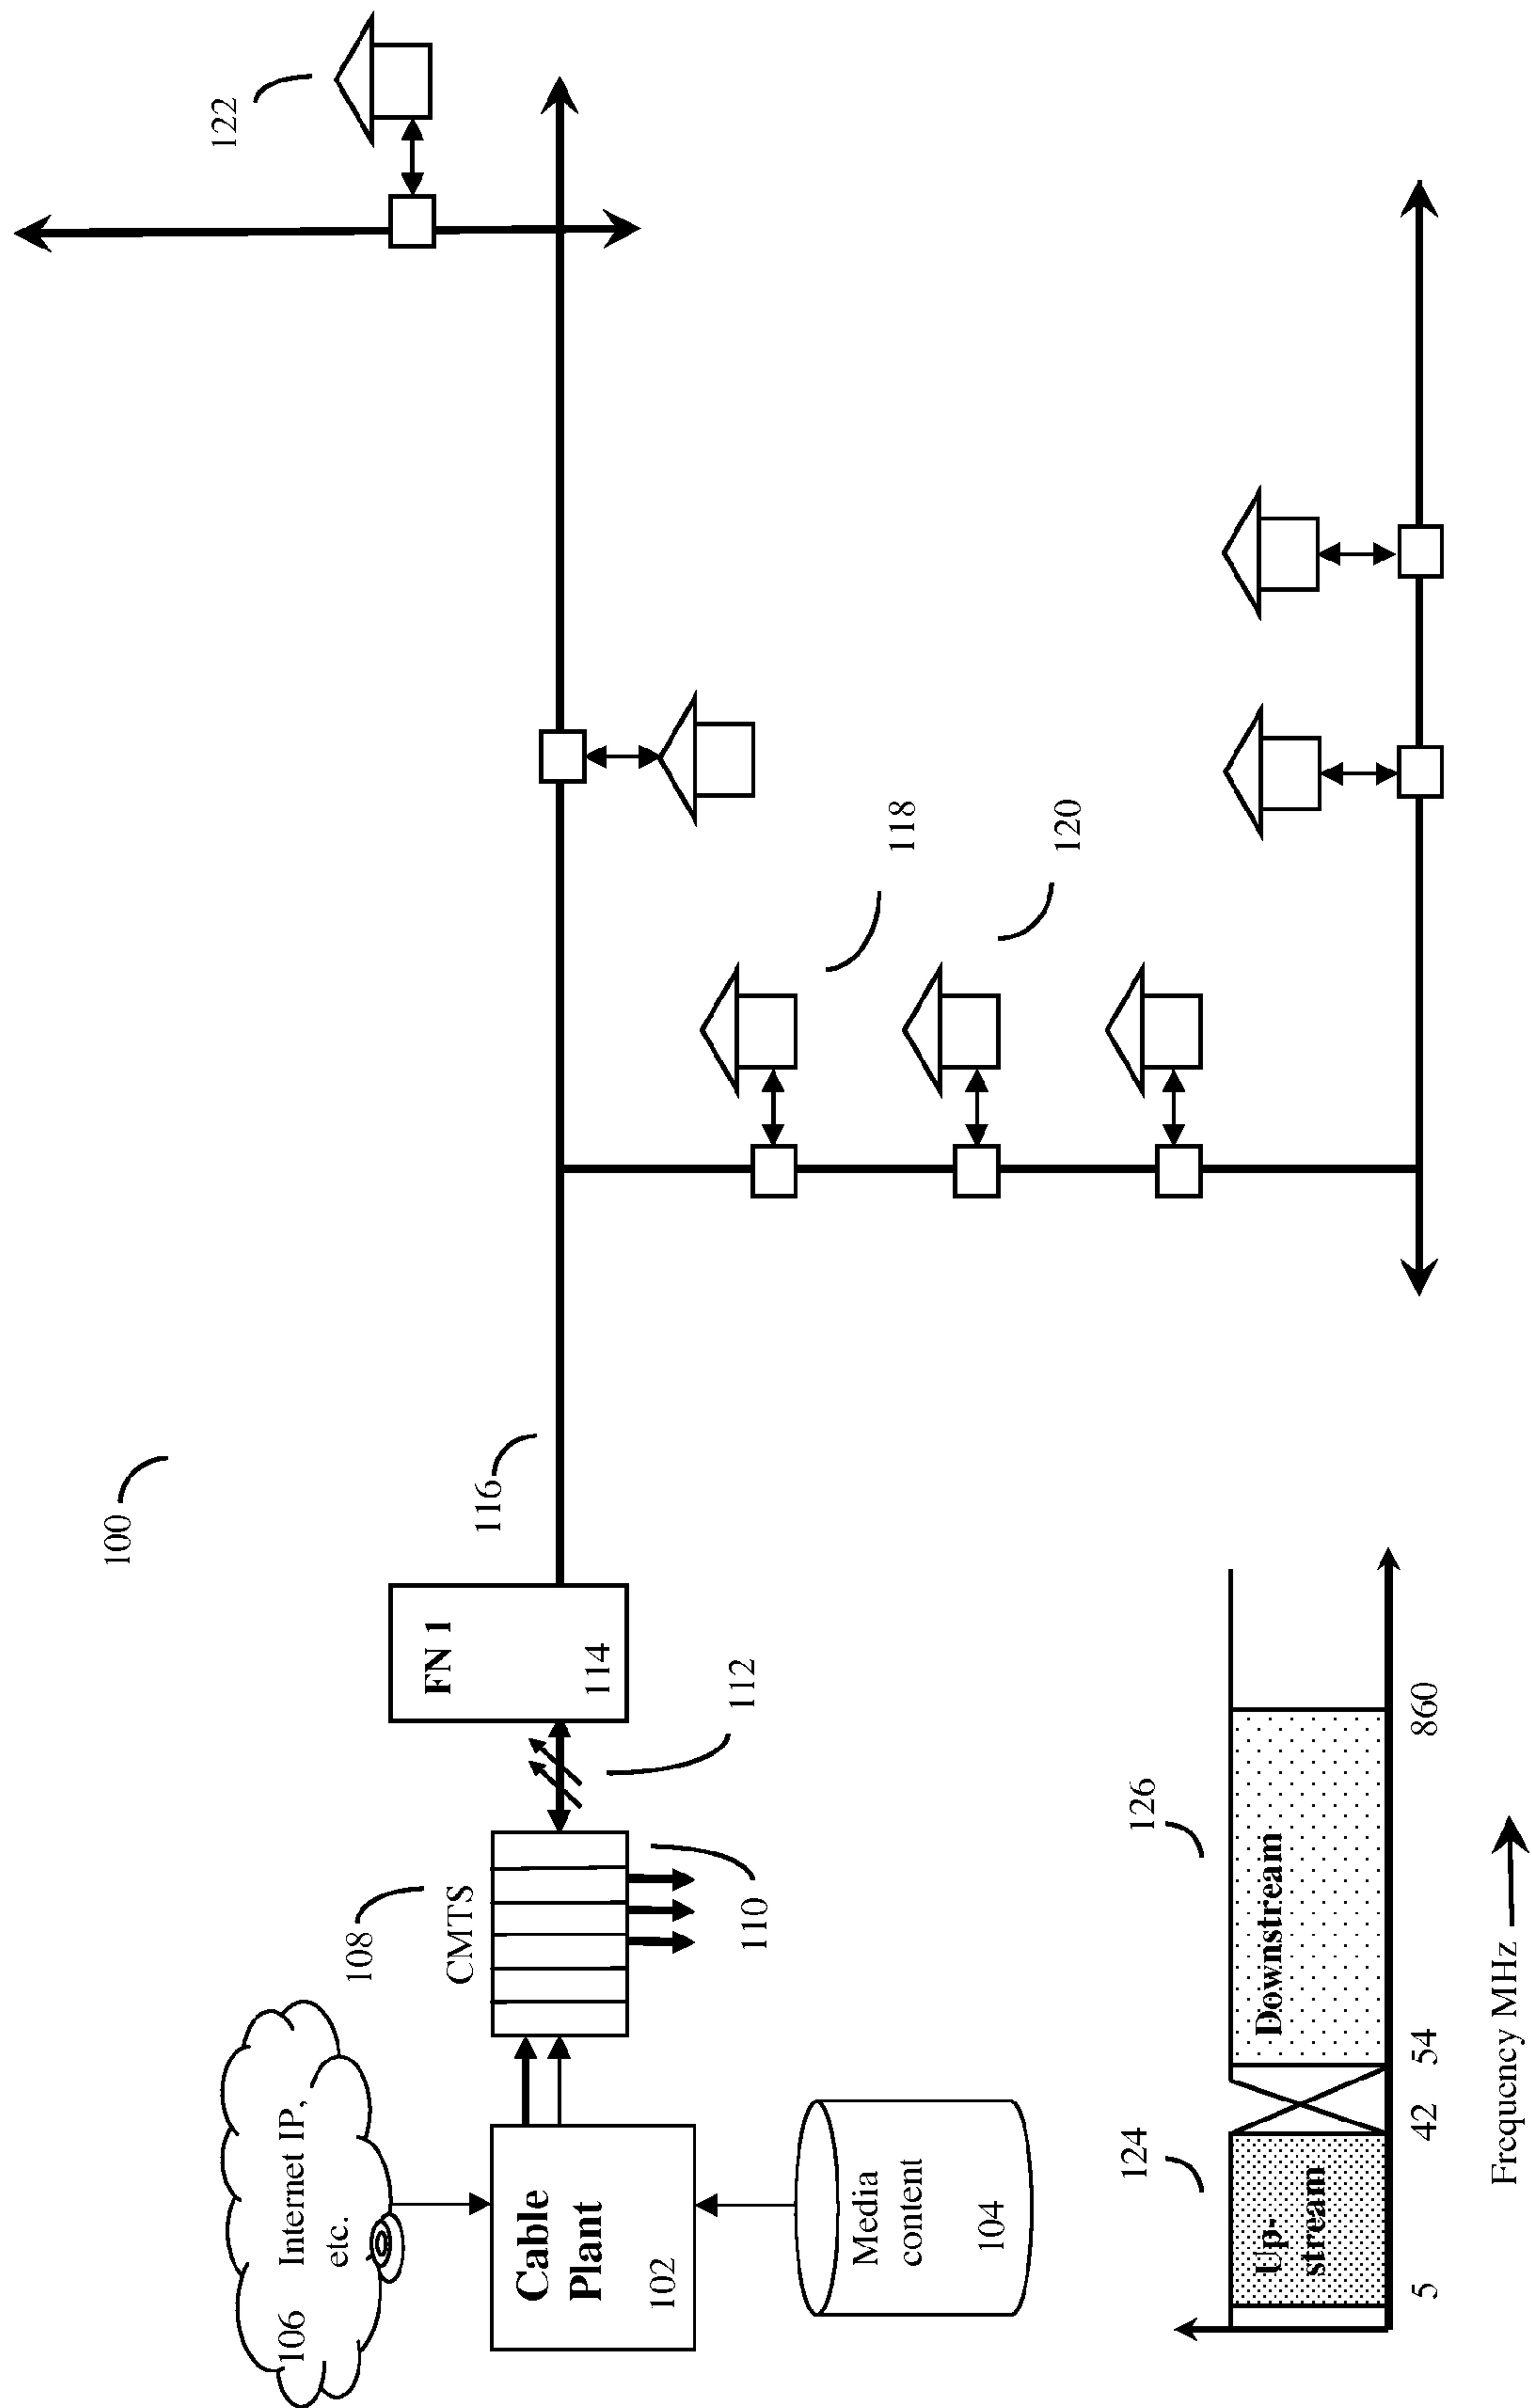 100
106
Internet IP,
etc.
108
CMTS
110
112
FN 1
114
116
122
118
120
Cable
Plant
102
Media
content
104
124
126
Up-
stream
Downstream
5
42
54
860
Frequency MHz